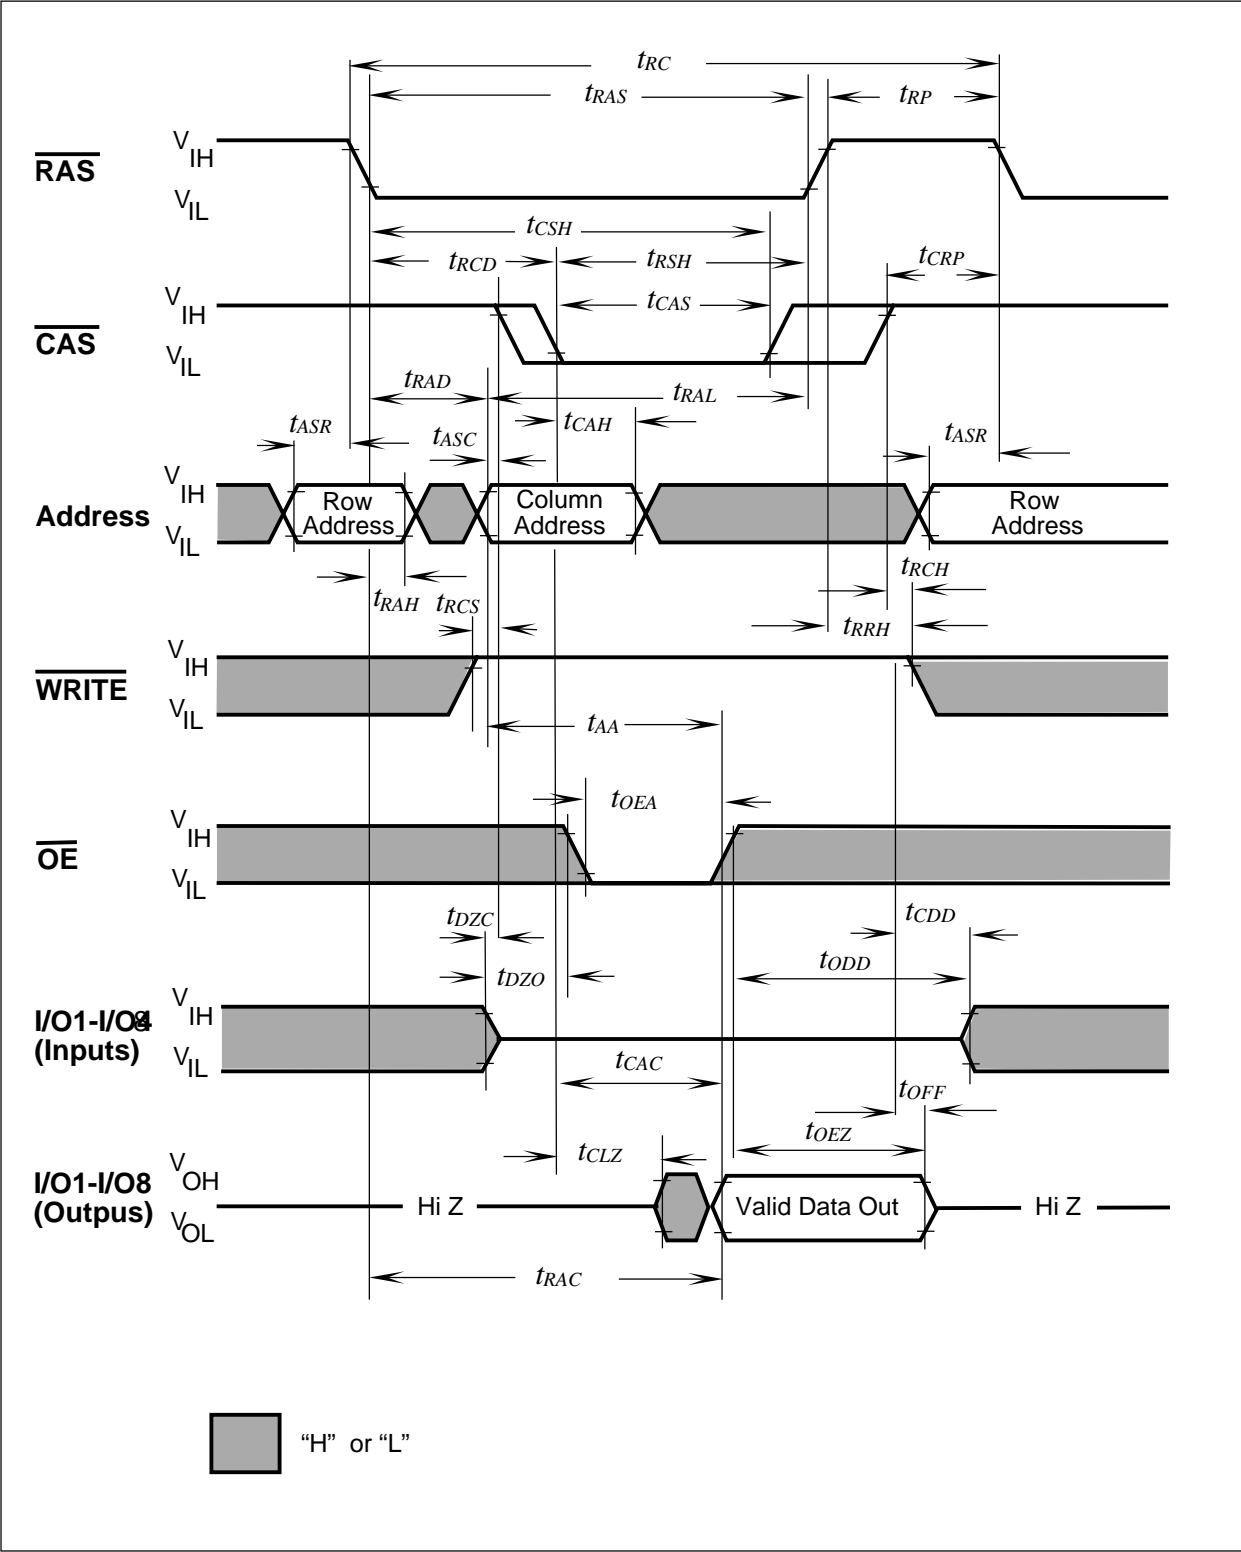 tRC
tRAS
tRP
RAS
VIH
VIL
tCSH
tRCD
tRSH
tCRP
CAS
VIH
VIL
tCAS
tRAD
tRAL
tASR
tASC
tCAH
tASR
Address
VIH
VIL
Row
Address
Column
Address
Row
Address
tRCH
tRAH
tRCS
tRRH
WRITE
VIH
VIL
tAA
tOEA
OE
VIH
VIL
tDZC
tCDD
tDZO
tODD
I/O1-I/O
(Inputs)
VIH
VIL
tCAC
tOFF
tCLZ
tOEZ
I/O1-I/O8
(Outpus)
VOH
VOL
Hi Z
Valid Data Out
Hi Z
tRAC
“H” or “L”